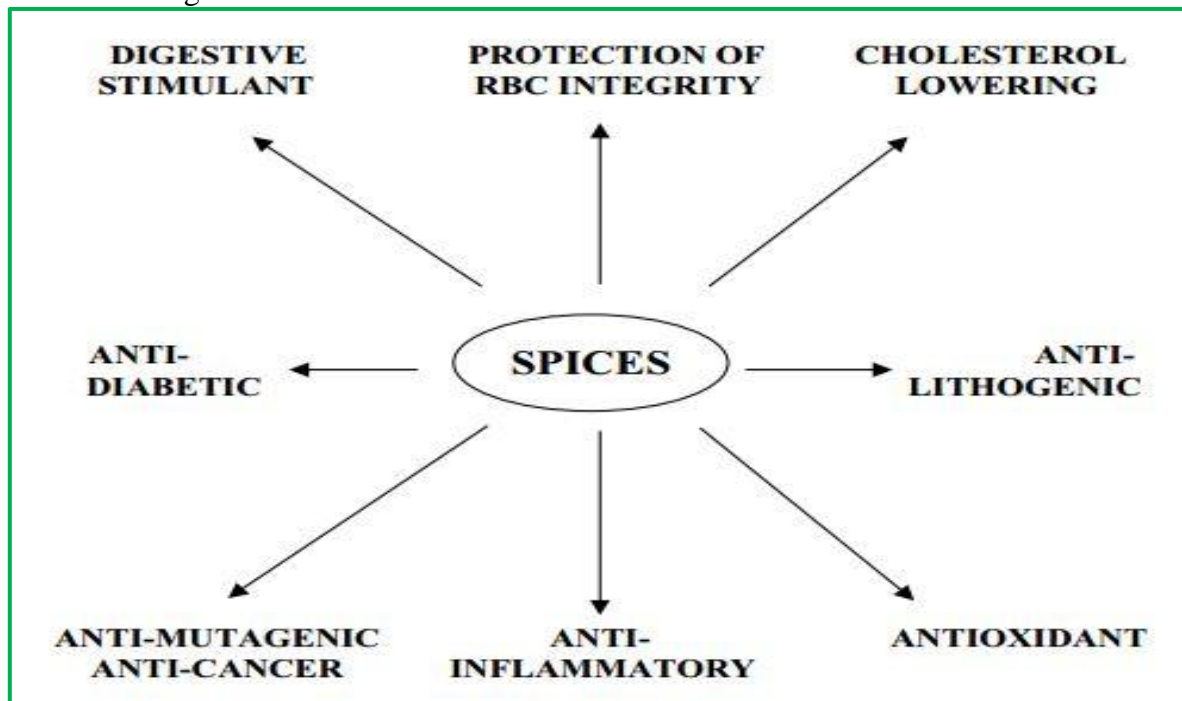 DIGESTIVE
STIMULANT
PROTECTION OF
RBC INTEGRITY
CHOLESTEROL
LOWERING
ANTI-
DIABETIC
SPICES
ANTI-
LITHOGENIC
ANTI-MUTAGENIC
ANTI-CANCER
ANTI-
INFLAMMATORY
ANTIOXIDANT